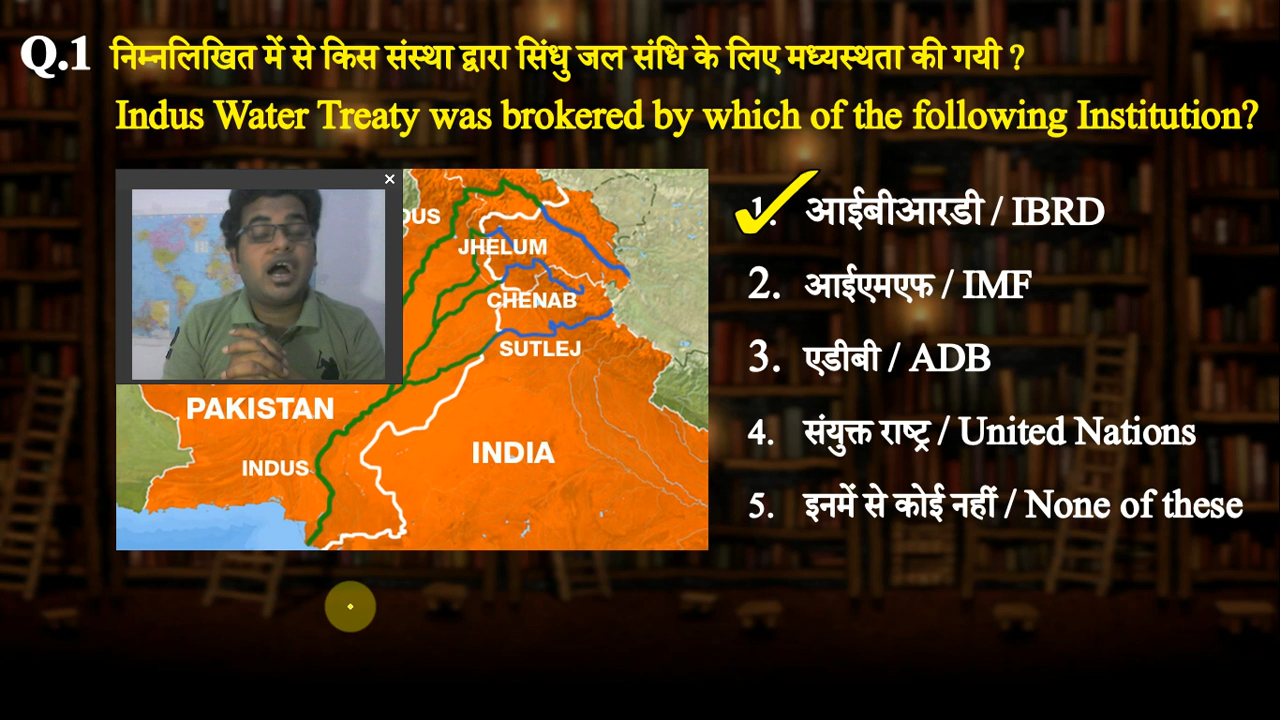 Q.1 निम्नलिखित में से किस संस्था द्वारा सिंधु जल संधि के लिए मध्यस्थता की गयी ?
Indus Water Treaty was brokered by which of the following Institution?
×
JHELUM
CHENAB
SUTLEJ
PAKISTAN
INDUS
INDIA
1. आईबीआरडी / IBRD
2. आईएमएफ / IMF
3. एडीबी / ADB
4. संयुक्त राष्ट्र / United Nations
5. इनमें से कोई नहीं / None of these